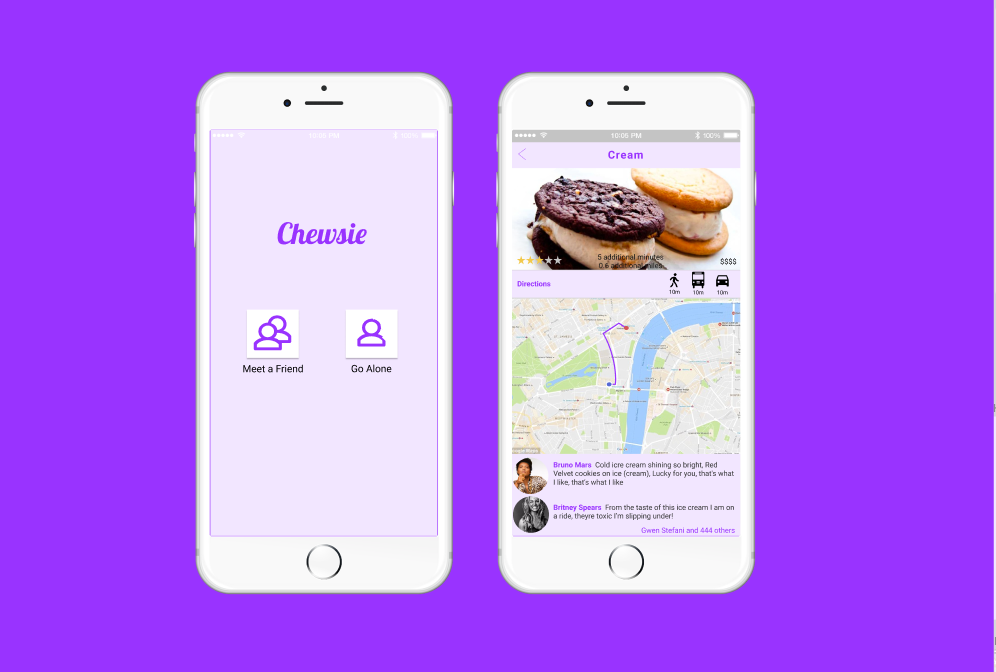 10:05 PM 100%
Chewsie
Meet a Friend Go Alone
10:05 PM 100%
Cream
5 additional minutes
0.6 additional miles $$$$
Directions
10m 10m 10m
Bruno Mars Cold icre cream shining so bright, Red
Velvet cookies on ice (cream), Lucky for you, that's what
I like, that's what I like
Britney Spears From the taste of this ice cream I am on
a ride, theyre toxic I'm slipping under!
Gwen Stefani and 444 others